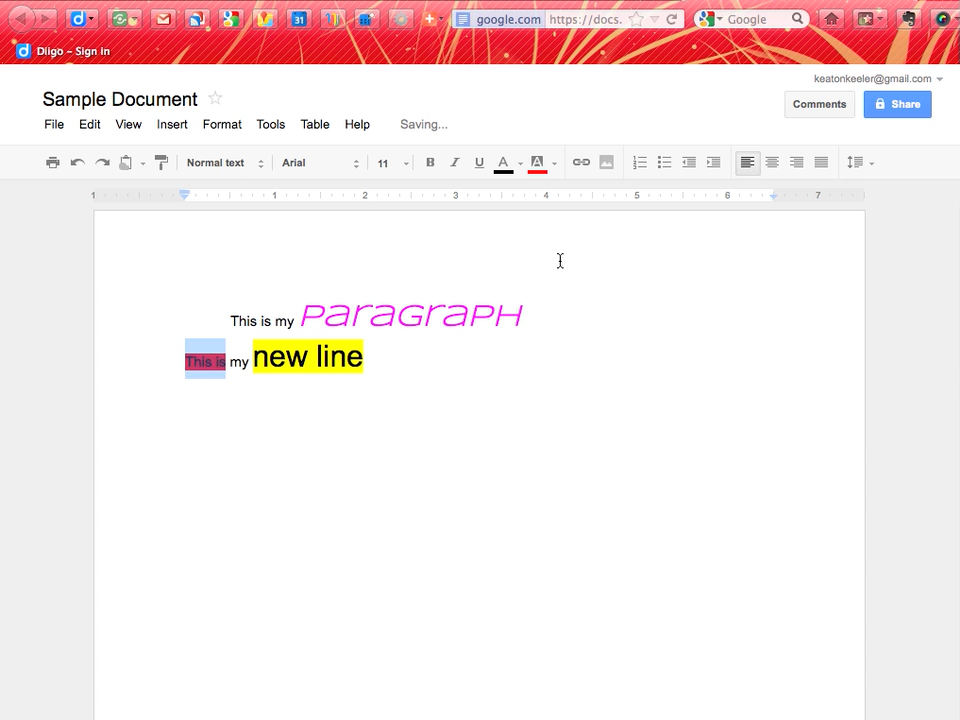 google.com https://docs. Google
Diigo – Sign in
keatonkeeler@gmail.com
Sample Document
Comments Share
File Edit View Insert Format Tools Table Help Saving...
Normal text Arial 11 B I U A A
1 1 2 3 4 5 6 7
This is my paragraph
This is my new line